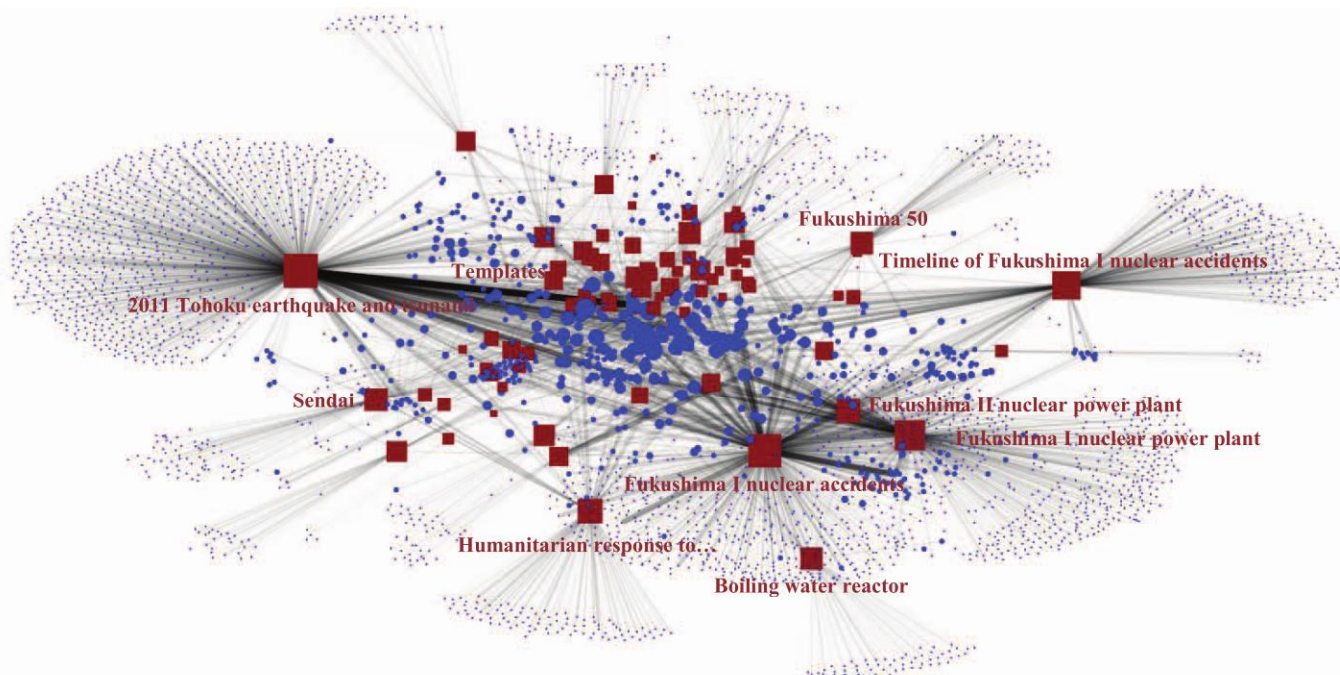 Fukushima 50
Timeline of Fukushima I nuclear accidents
Templates
2011 Tohoku earthquake and tsunami
Sendai
Fukushima II nuclear power plant
Fukushima I nuclear power plant
Fukushima I nuclear accidents
Humanitarian response to…
Boiling water reactor